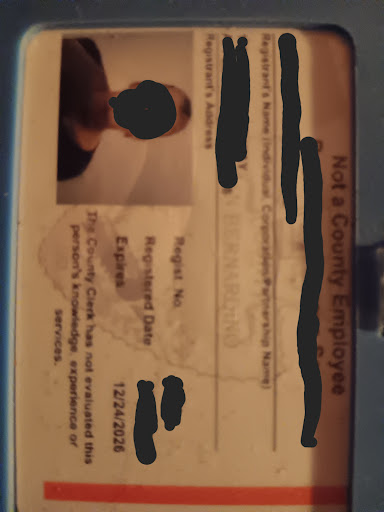 Not a County Employee
Registrant's Name (Individual, Corporation/Partnership Name)
Registrant's Address
BERNARDINO
Regist. No.
Registered Date
Expires 12/24/2026
The County Clerk has not evaluated this
person's knowledge, experience or
services.